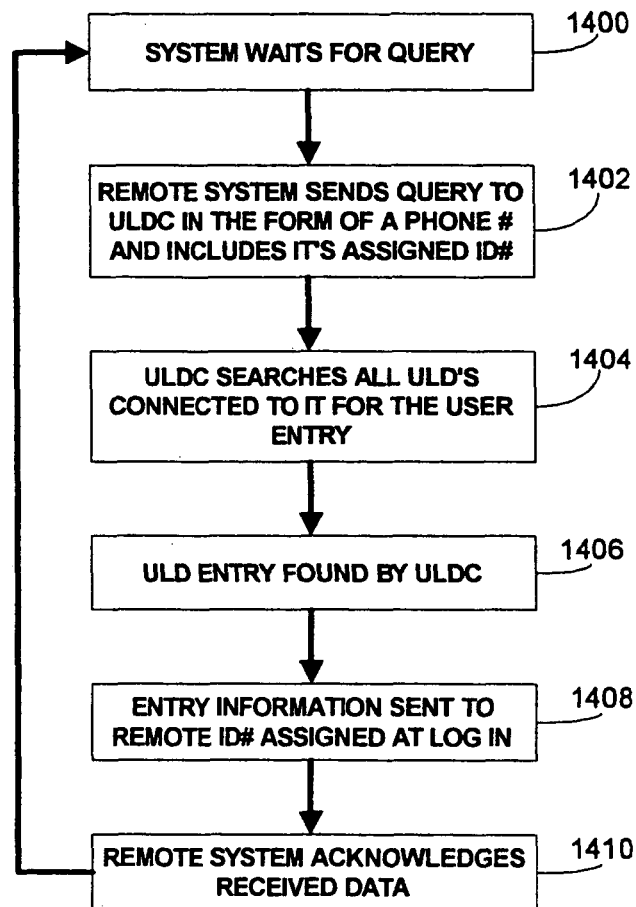 SYSTEM WAITS FOR QUERY
1400
REMOTE SYSTEM SENDS QUERY TO
ULDC IN THE FORM OF A PHONE #
AND INCLUDES IT'S ASSIGNED ID#
1402
ULDC SEARCHES ALL ULD'S
CONNECTED TO IT FOR THE USER
ENTRY
1404
ULD ENTRY FOUND BY ULDC
1406
ENTRY INFORMATION SENT TO
REMOTE ID# ASSIGNED AT LOG IN
1408
REMOTE SYSTEM ACKNOWLEDGES
RECEIVED DATA
1410